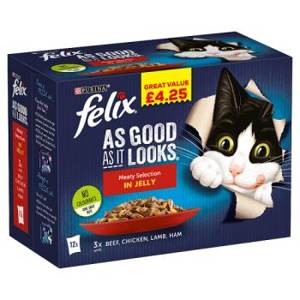 PURINA
felix
GREAT VALUE
£4.25
AS GOOD
AS IT LOOKS
Meaty Selection
IN JELLY
NO
COLOURANTS
12x
3x BEEF, CHICKEN, LAMB, HAM